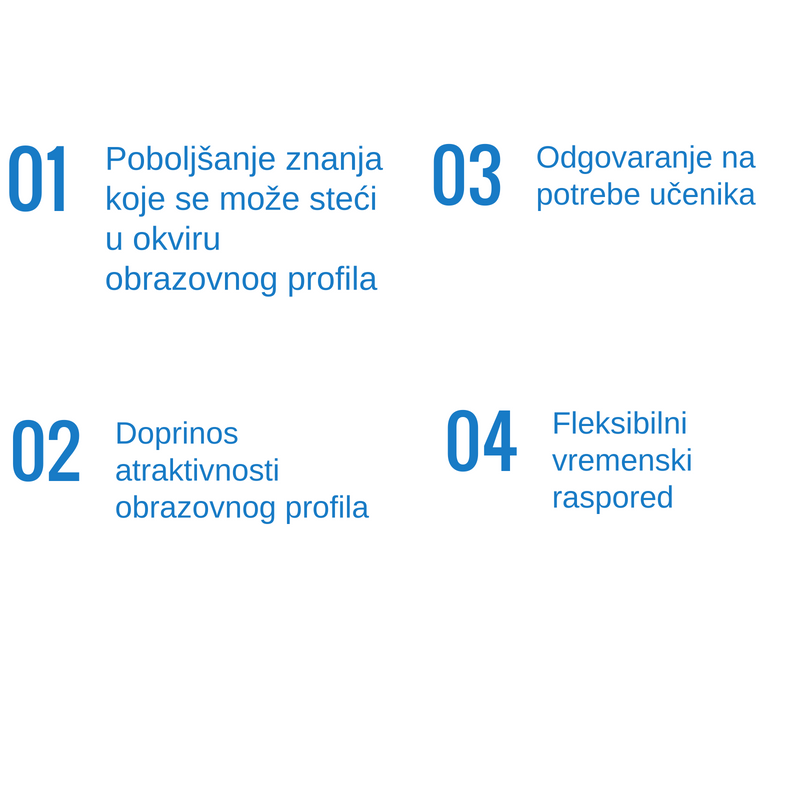 01
Poboljšanje znanja
koje se može steći
u okviru
obrazovnog profila
02
Doprinos
atraktivnosti
obrazovnog profila
03
Odgovaranje na
potrebe učenika
04
Fleksibilni
vremenski
raspored